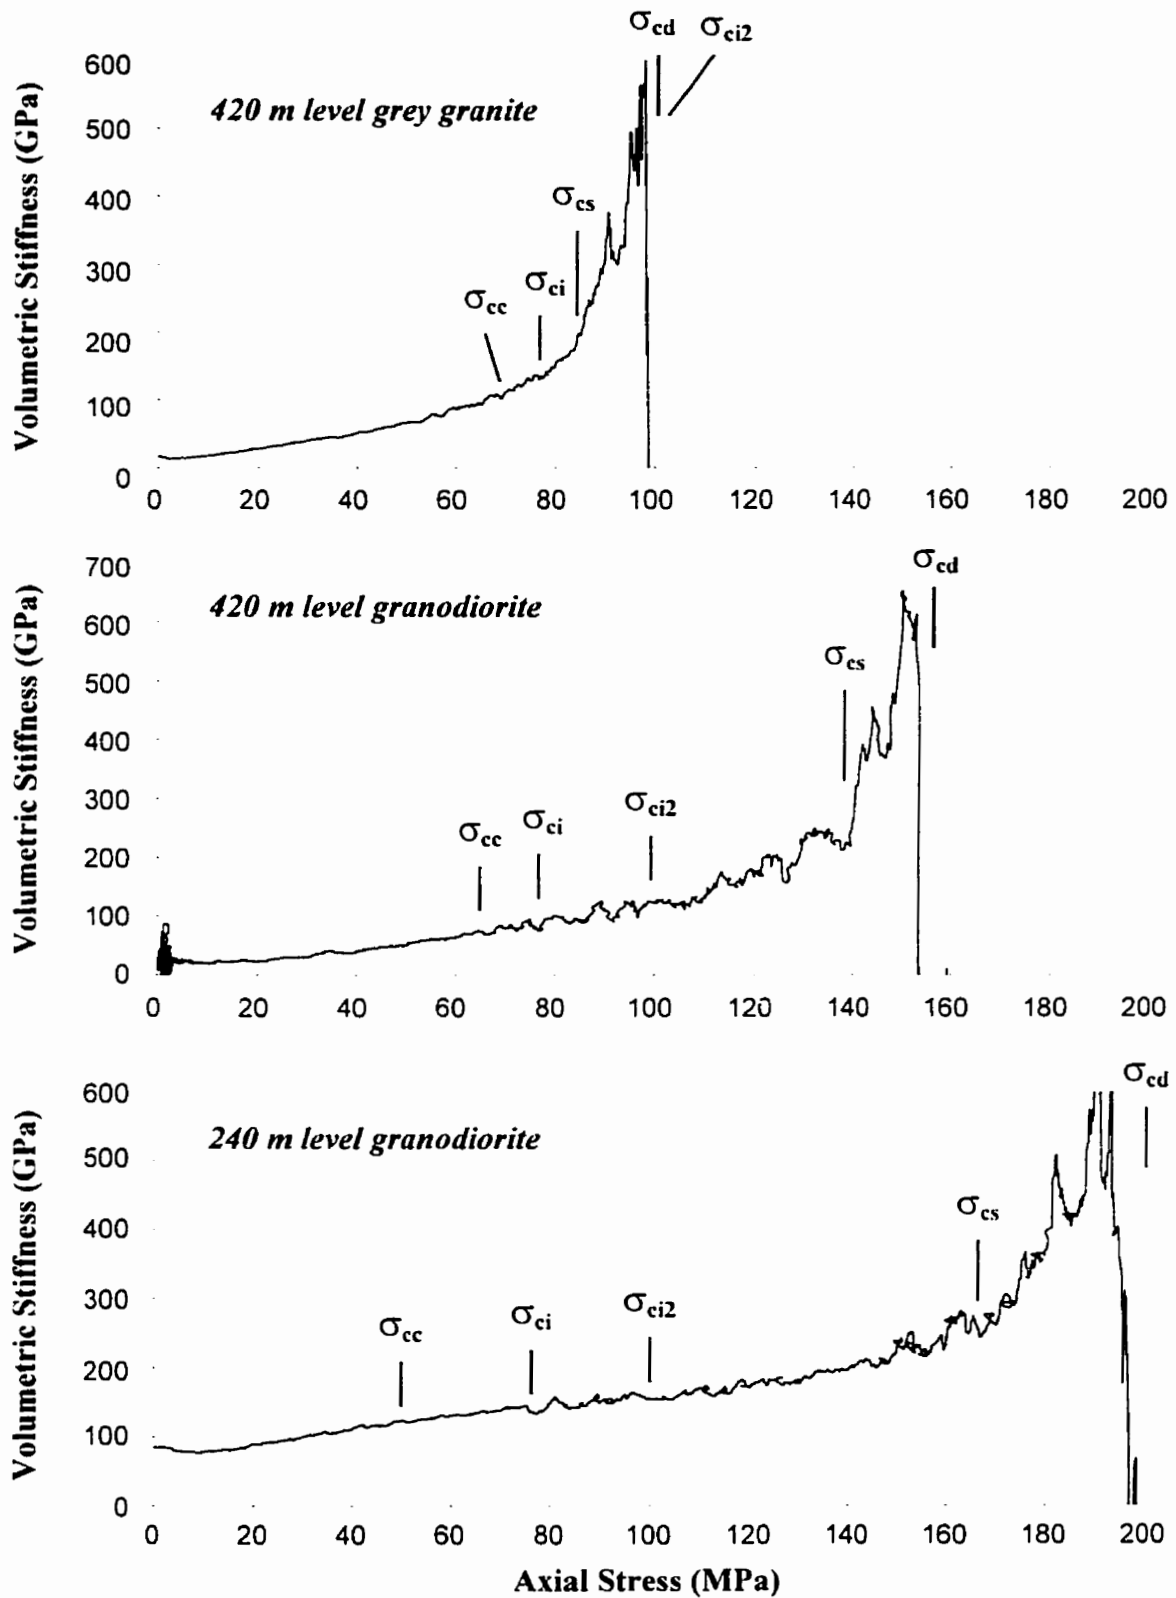 σcd σci2
600
420 m level grey granite
500
σcs
400
σci
σcc
300
200
100
0
Volumetric Stiffness (GPa)
0 20 40 60 80 100 120 140 160 180 200
700
σcd
420 m level granodiorite
600
σcs
500
400
300
σci2
σcc σci
200
100
0
Volumetric Stiffness (GPa)
0 20 40 60 80 100 120 140 160 180 200
600
σcd
240 m level granodiorite
500
400
σcs
300
σcc σci σci2
200
100
0
Volumetric Stiffness (GPa)
0 20 40 60 80 100 120 140 160 180 200
Axial Stress (MPa)